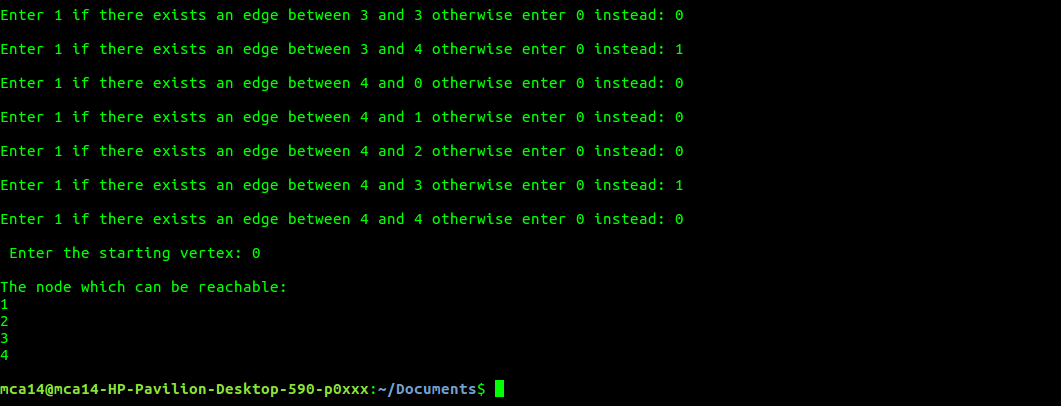 Enter 1 if there exists an edge between 3 and 3 otherwise enter 0 instead: 0
Enter 1 if there exists an edge between 3 and 4 otherwise enter 0 instead: 1
Enter 1 if there exists an edge between 4 and 0 otherwise enter 0 instead: 0
Enter 1 if there exists an edge between 4 and 1 otherwise enter 0 instead: 0
Enter 1 if there exists an edge between 4 and 2 otherwise enter 0 instead: 0
Enter 1 if there exists an edge between 4 and 3 otherwise enter 0 instead: 1
Enter 1 if there exists an edge between 4 and 4 otherwise enter 0 instead: 0
Enter the starting vertex: 0
The node which can be reachable:
1
2
3
4
mca14@mca14-HP-Pavilion-Desktop-590-p0xxx:~/Documents$